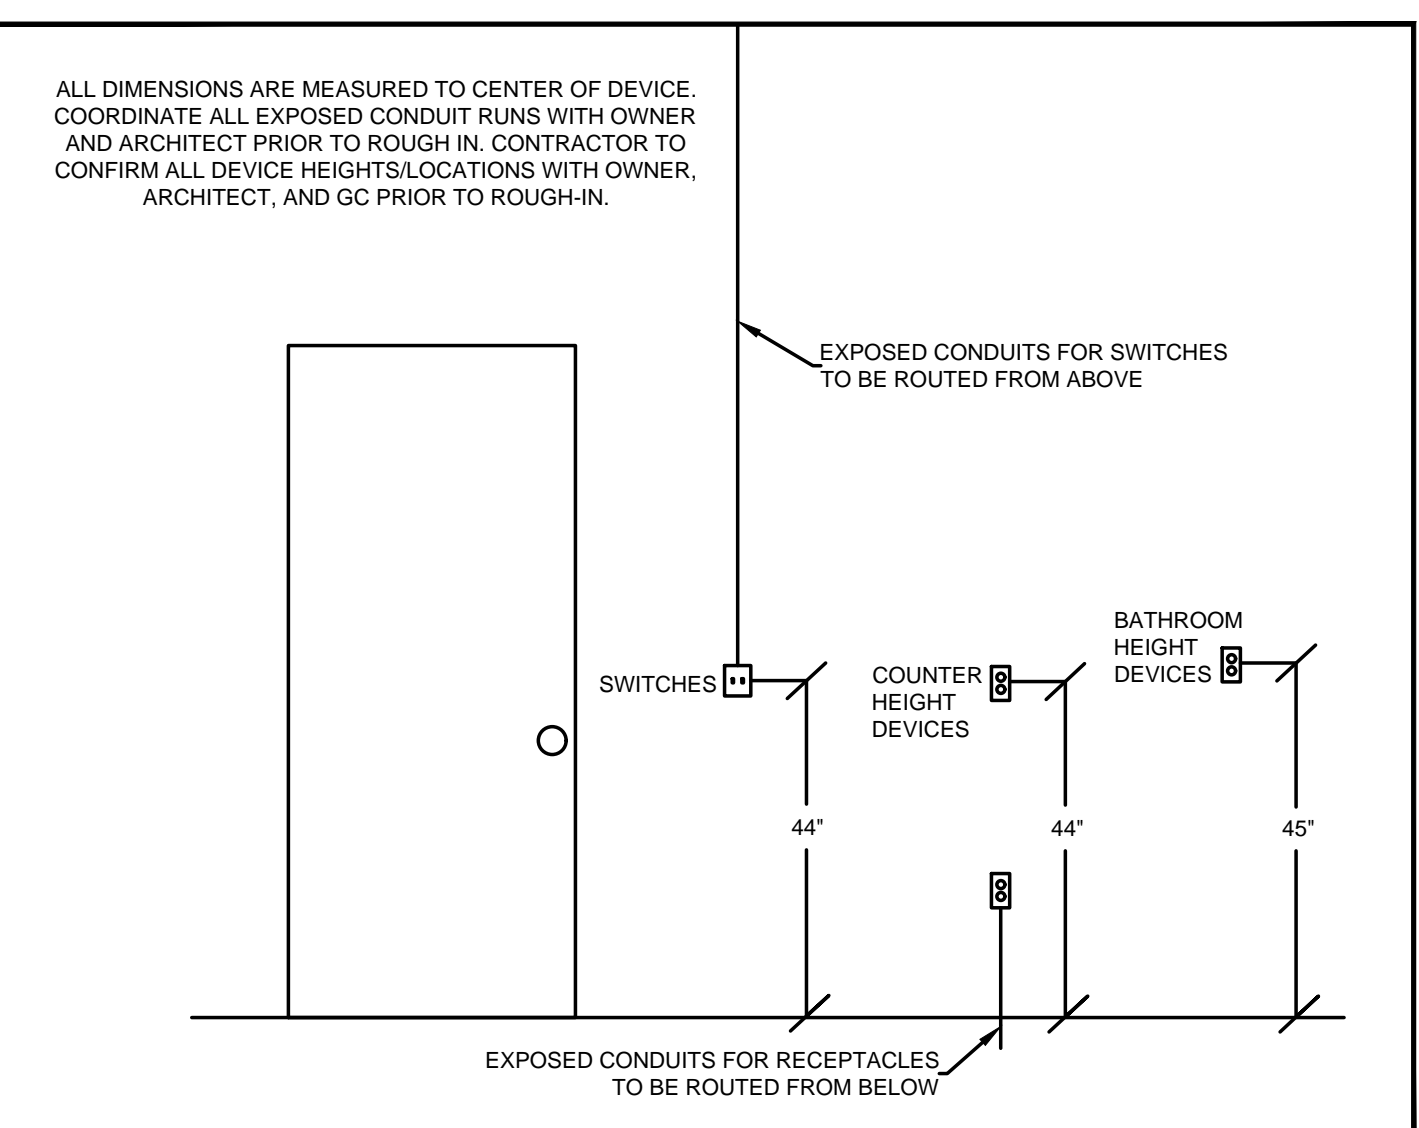 ALL DIMENSIONS ARE MEASURED TO CENTER OF DEVICE.
COORDINATE ALL EXPOSED CONDUIT RUNS WITH OWNER
AND ARCHITECT PRIOR TO ROUGH IN. CONTRACTOR TO
CONFIRM ALL DEVICE HEIGHTS/LOCATIONS WITH OWNER,
ARCHITECT, AND GC PRIOR TO ROUGH-IN.
EXPOSED CONDUITS FOR SWITCHES
TO BE ROUTED FROM ABOVE
SWITCHES
COUNTER
HEIGHT
DEVICES
BATHROOM
HEIGHT
DEVICES
44"
44"
45"
EXPOSED CONDUITS FOR RECEPTACLES
TO BE ROUTED FROM BELOW